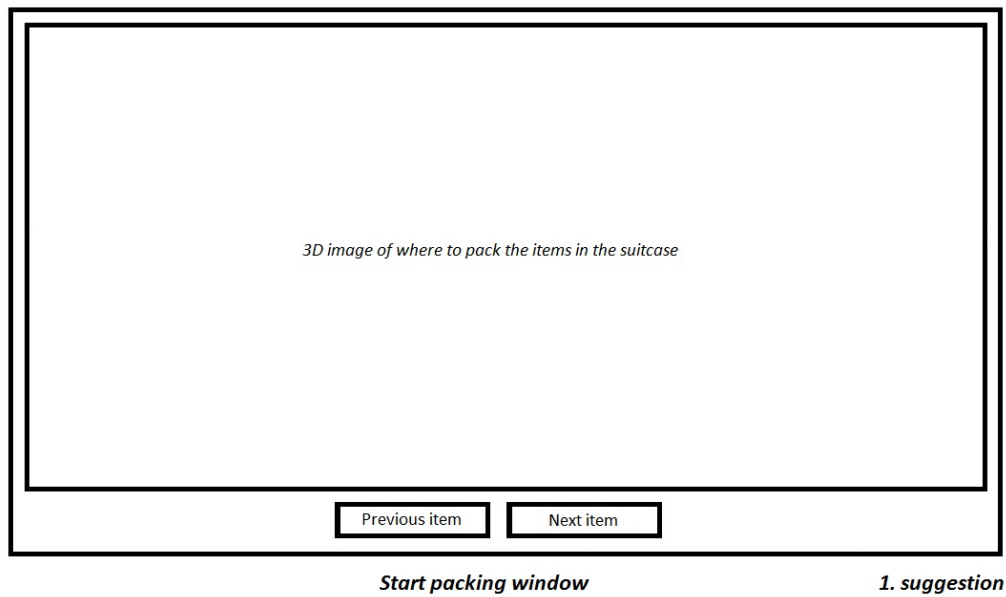 3D image of where to pack the items in the suitcase
Previous item
Next item
Start packing window
1. suggestion